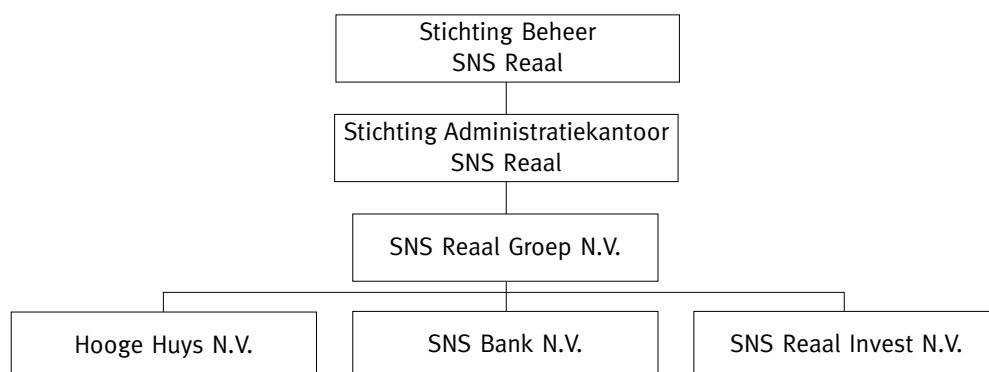 Stichting Beheer
SNS Reaal
Stichting Administratiekantoor
SNS Reaal
SNS Reaal Groep N.V.
Hooge Huys N.V.
SNS Bank N.V.
SNS Reaal Invest N.V.